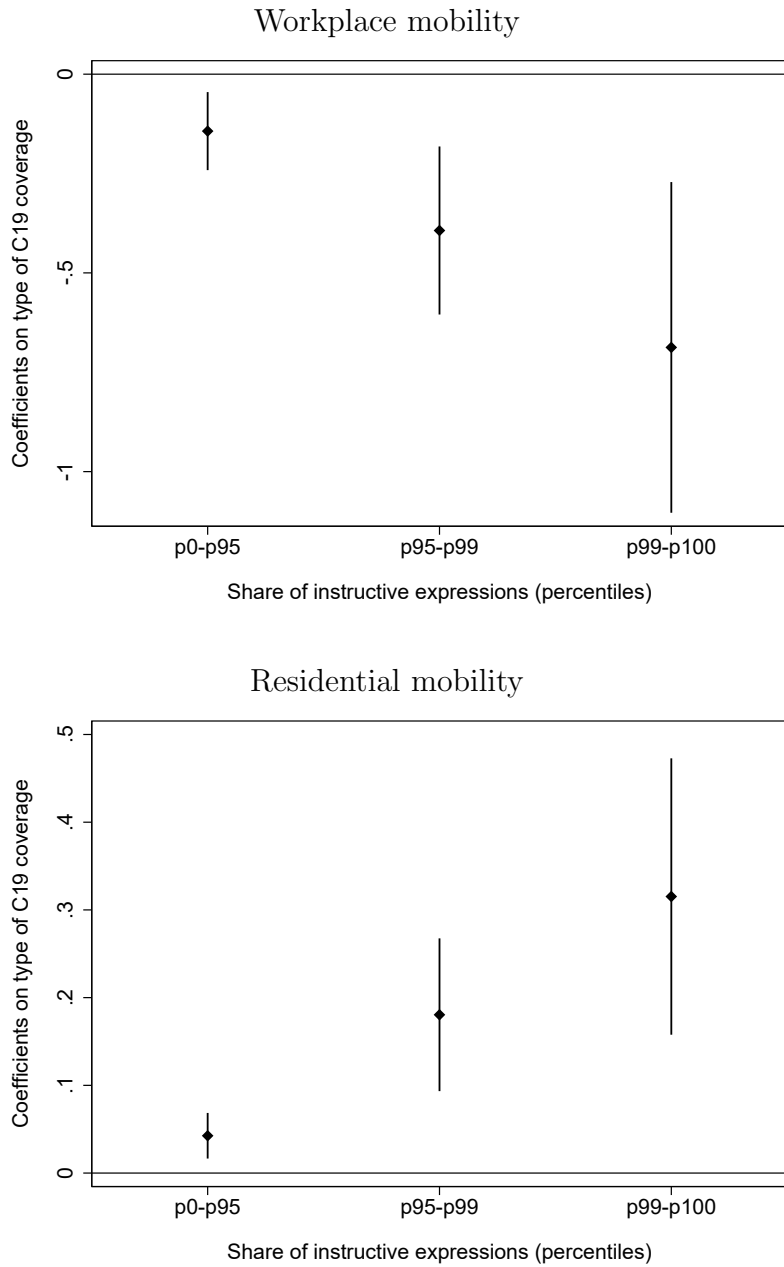 Workplace mobility
Coefficients on type of C19 coverage
0
-.5
-1
p0-p95 p95-p99 p99-p100
Share of instructive expressions (percentiles)
Residential mobility
Coefficients on type of C19 coverage
.5
.4
.3
.2
.1
0
p0-p95 p95-p99 p99-p100
Share of instructive expressions (percentiles)